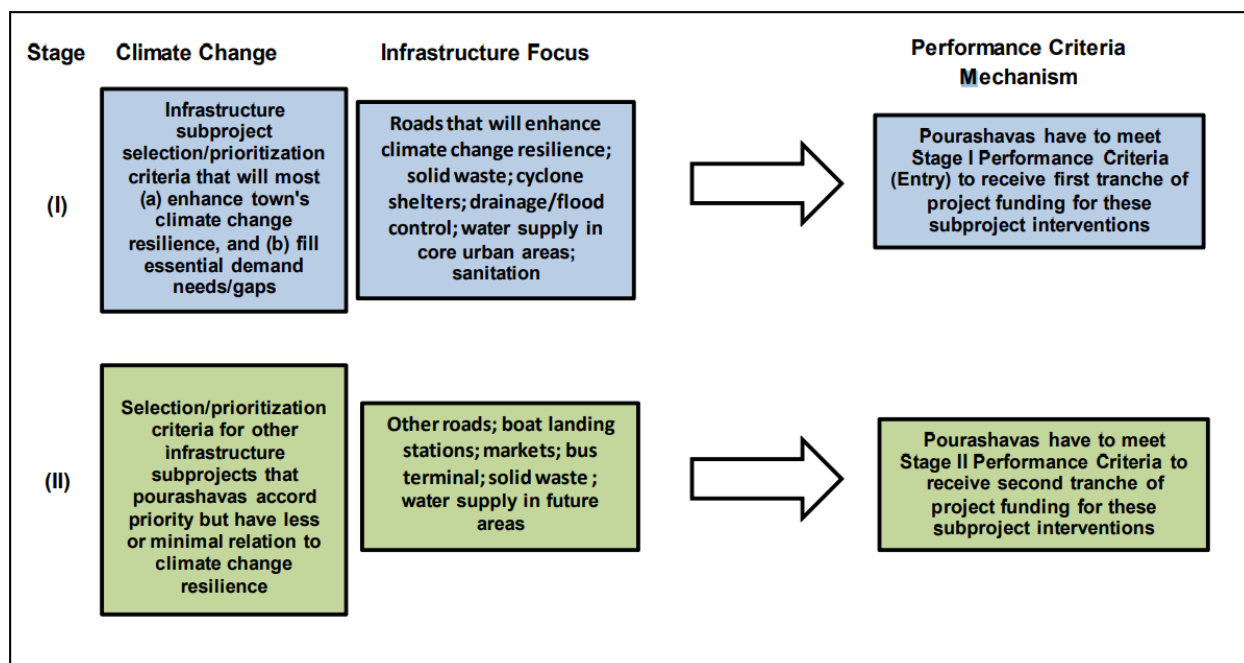 Stage
Climate Change
Infrastructure Focus
Performance Criteria
Mechanism
(I)
Infrastructure
subproject
selection/prioritization
criteria that will most
(a) enhance town's
climate change
resilience, and (b) fill
essential demand
needs/gaps
Roads that will enhance
climate change resilience;
solid waste; cyclone
shelters; drainage/flood
control; water supply in
core urban areas;
sanitation
Pourashavas have to meet
Stage I Performance Criteria
(Entry) to receive first tranche of
project funding for these
subproject interventions
(II)
Selection/prioritization
criteria for other
infrastructure
subprojects that
pourashavas accord
priority but have less
or minimal relation to
climate change
resilience
Other roads; boat landing
stations; markets; bus
terminal; solid waste ;
water supply in future
areas
Pourashavas have to meet
Stage II Performance Criteria to
receive second tranche of
project funding for these
subproject interventions